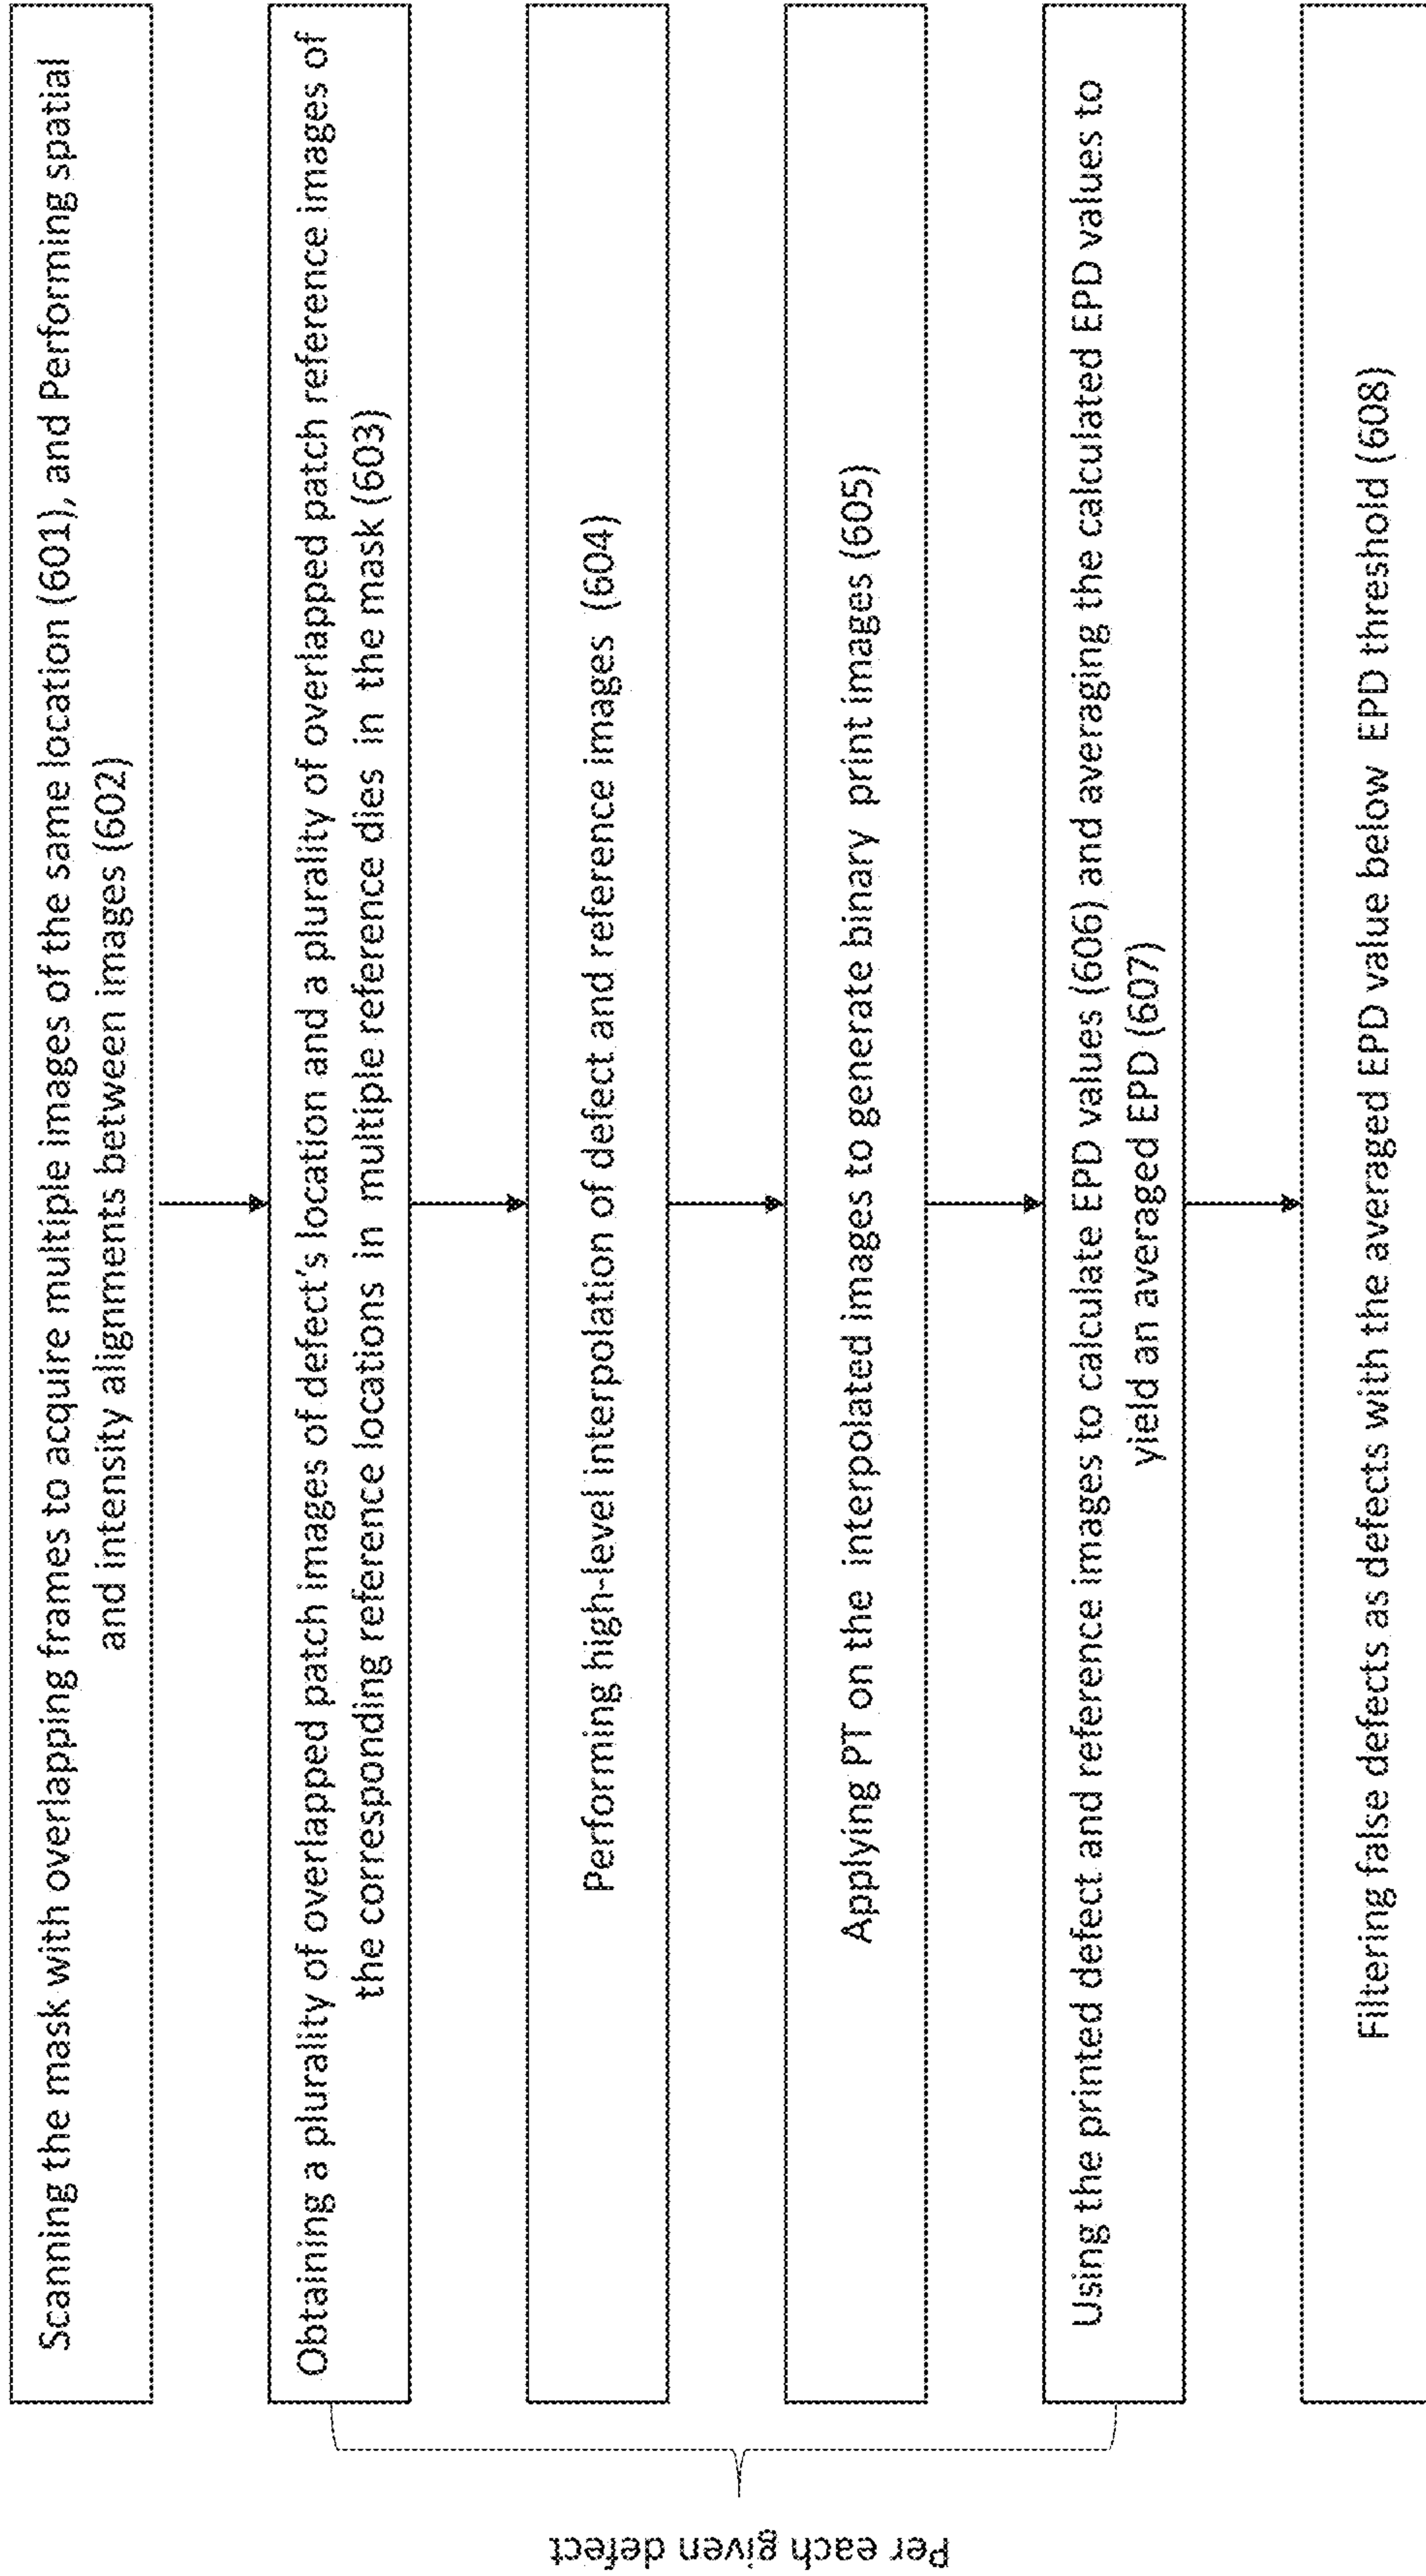 Scanning the mask with overlapping frames to acquire multiple images of the same location (601), and Performing spatial
and intensity alignments between images (602)
Obtaining a plurality of overlapped patch images of defect's location and a plurality of overlapped patch reference images of
the corresponding reference locations in multiple reference dies in the mask (603)
Performing high-level interpolation of defect and reference images (604)
Applying PT on the interpolated images to generate binary print images (605)
Using the printed defect and reference images to calculate EPD values (606) and averaging the calculated EPD values to
yield an averaged EPD (607)
Filtering false defects as defects with the averaged EPD value below EPD threshold (608)
Per each given defect